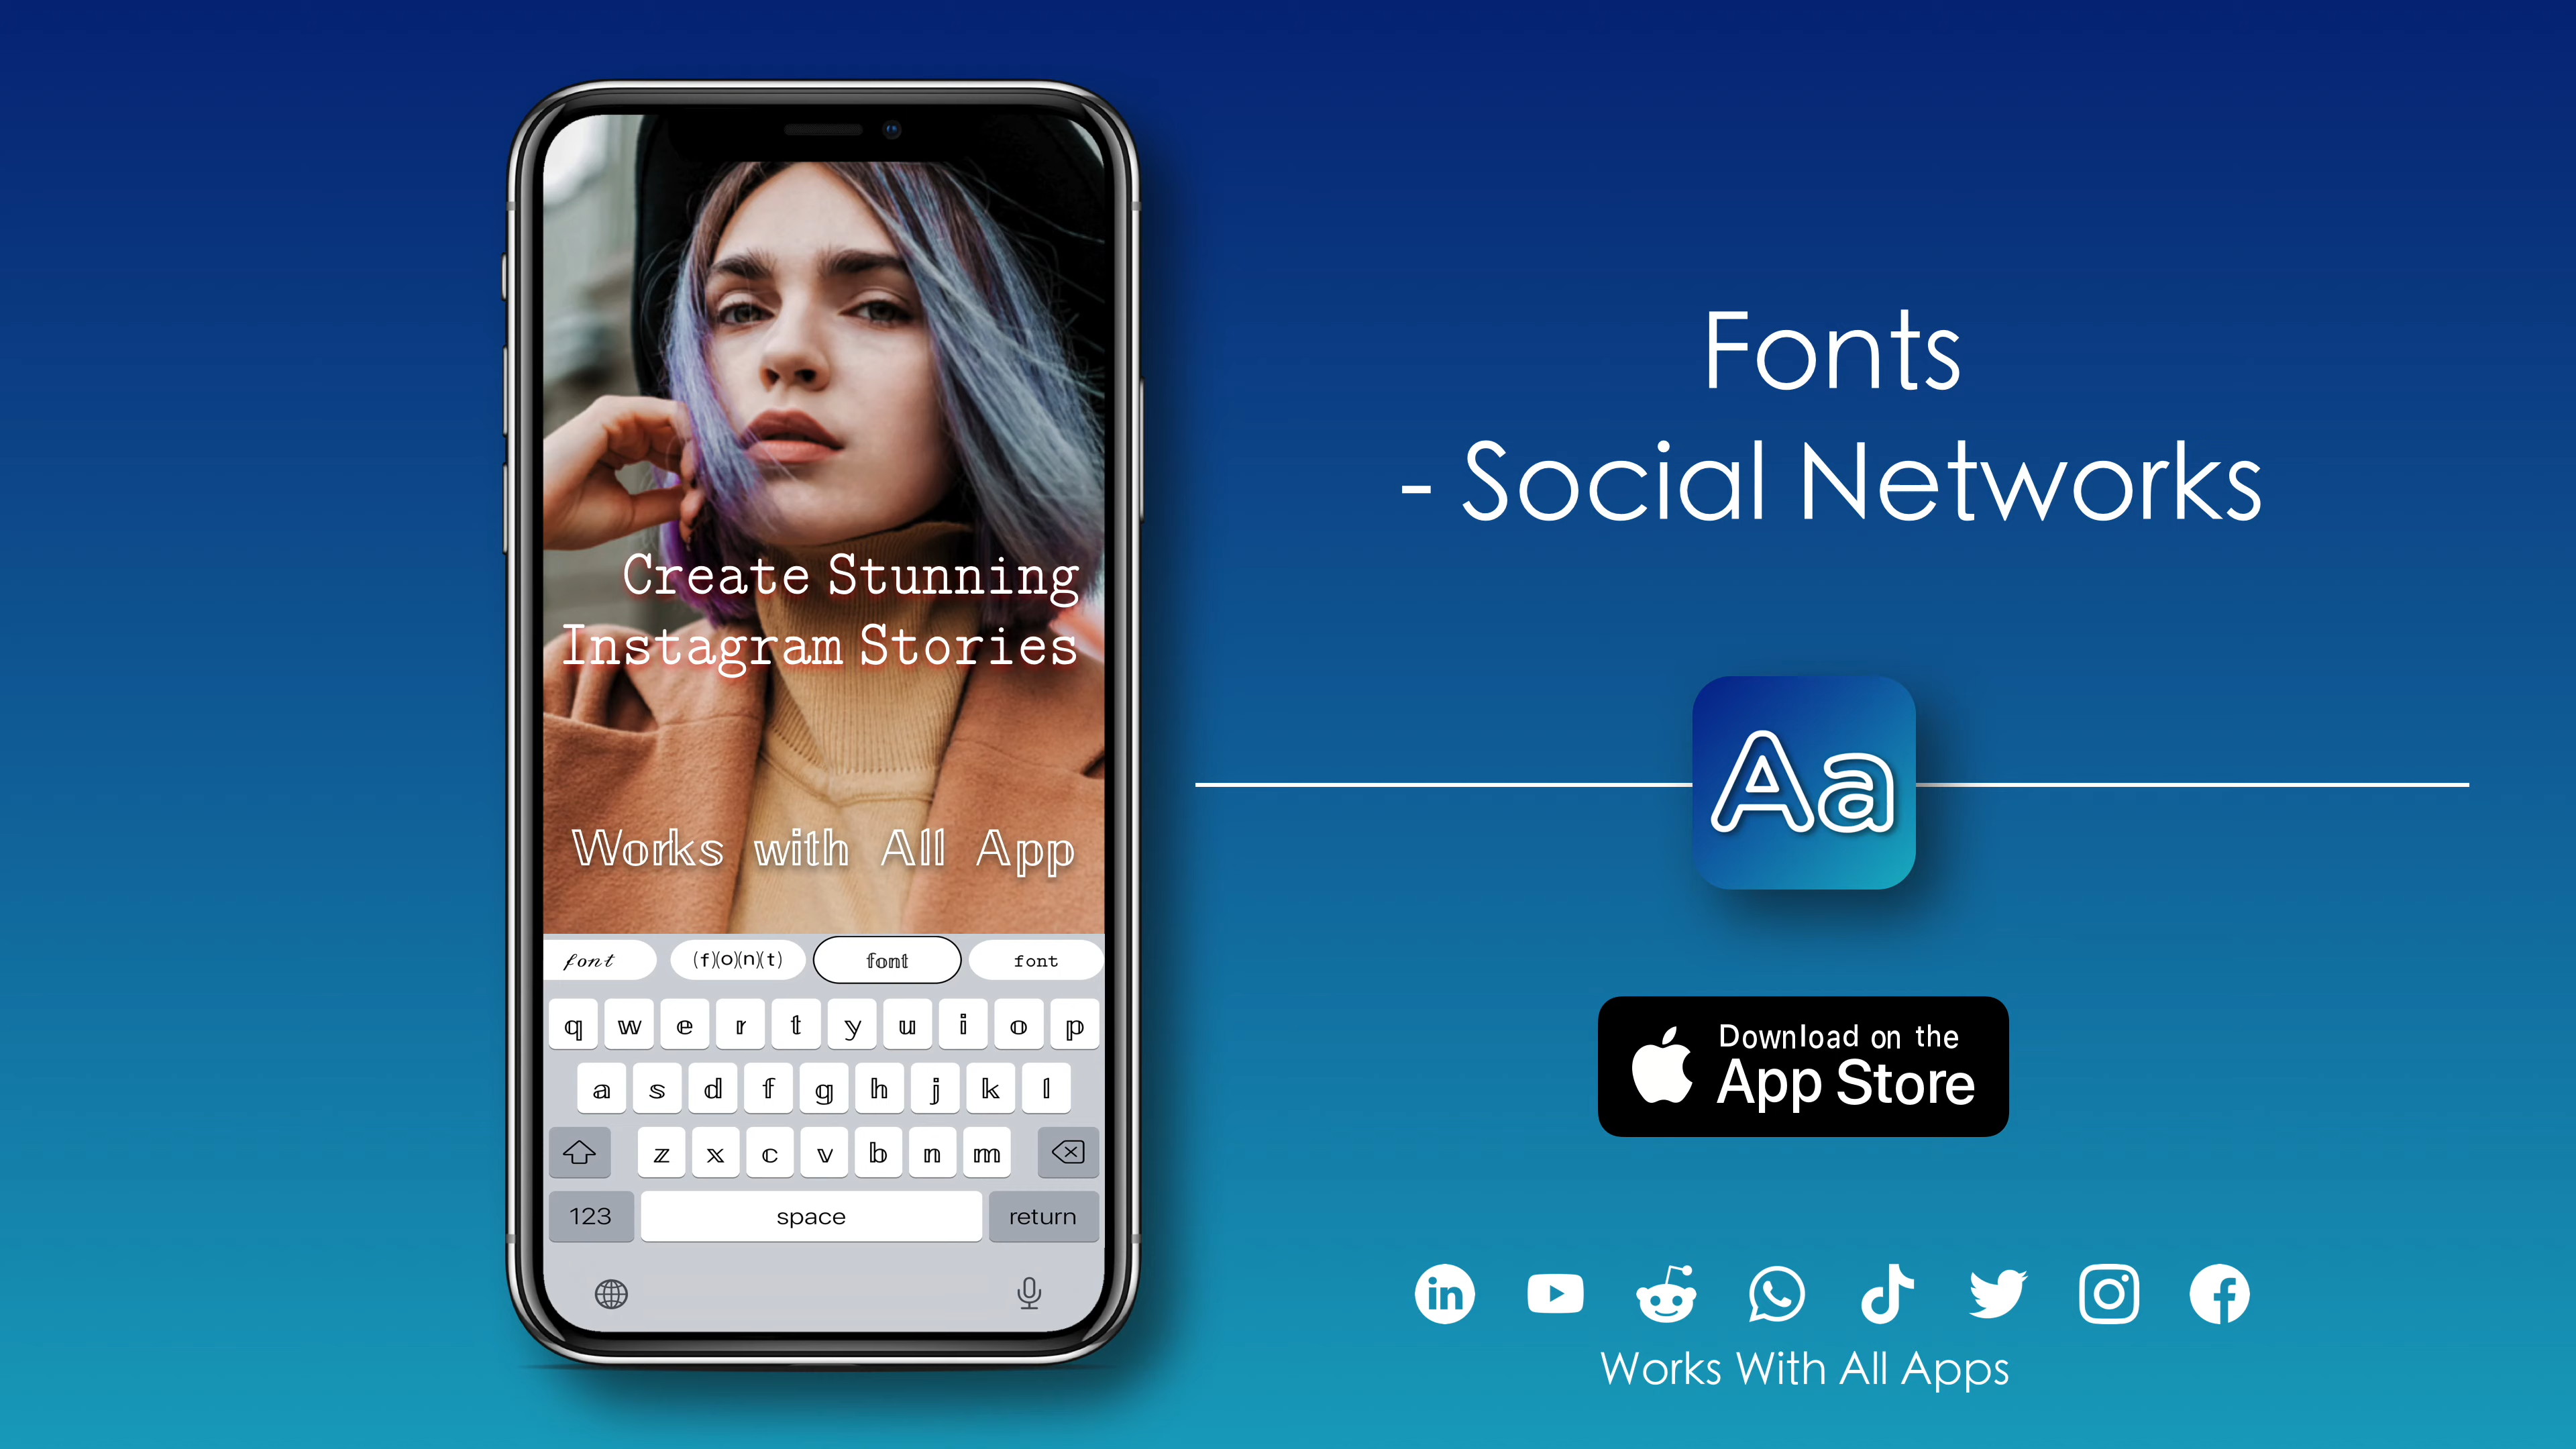 Create Stunning
Instagram Stories
Works with All App
font (f)(o)(n)(t) font font
q w e r t y u i o p
a s d f g h j k l
z x c v b n m
123 space return
Fonts
- Social Networks
Aa
Download on the
App Store
in
Works With All Apps